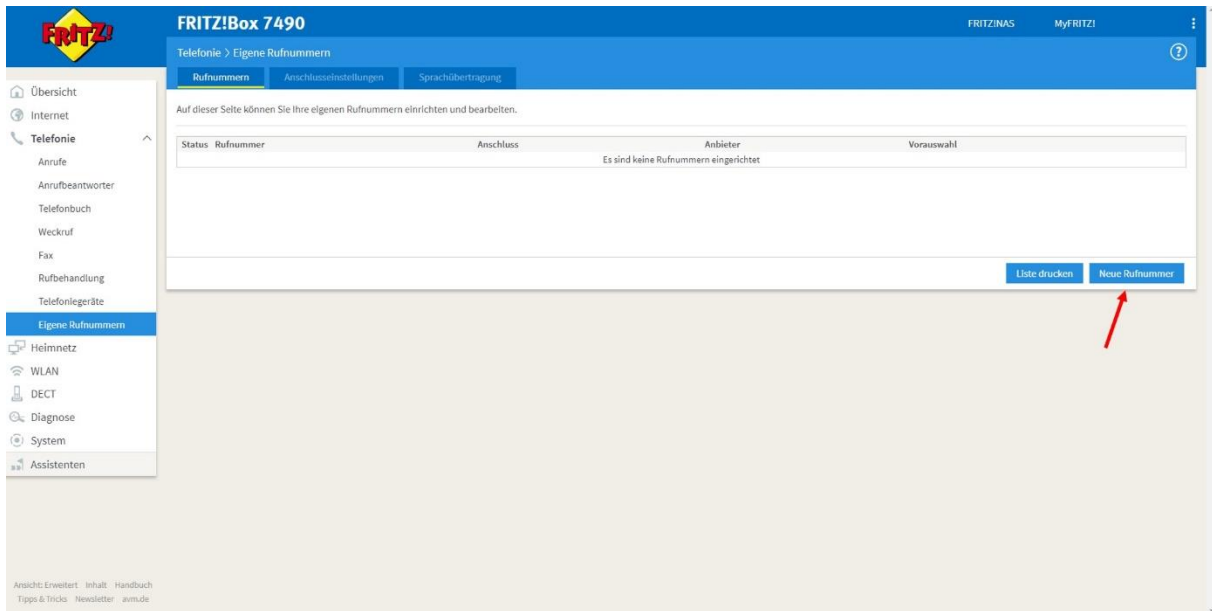 FRITZ!
FRITZ!Box 7490
FRITZ!NAS
MyFRITZ!
Telefonie > Eigene Rufnummern
Rufnummern
Anschlusseinstellungen
Sprachübertragung
Übersicht
Internet
Telefonie
Anrufe
Anrufbeantworter
Telefonbuch
Weckruf
Fax
Rufbehandlung
Telefoniegeräte
Eigene Rufnummern
Heimnetz
WLAN
DECT
Diagnose
System
Assistenten
Auf dieser Seite können Sie Ihre eigenen Rufnummern einrichten und bearbeiten.
Status Rufnummer Anschluss Anbieter Vorauswahl
Es sind keine Rufnummern eingerichtet
Liste drucken
Neue Rufnummer
Ansicht: Erweitert Inhalt Handbuch
Tipps & Tricks Newsletter avm.de